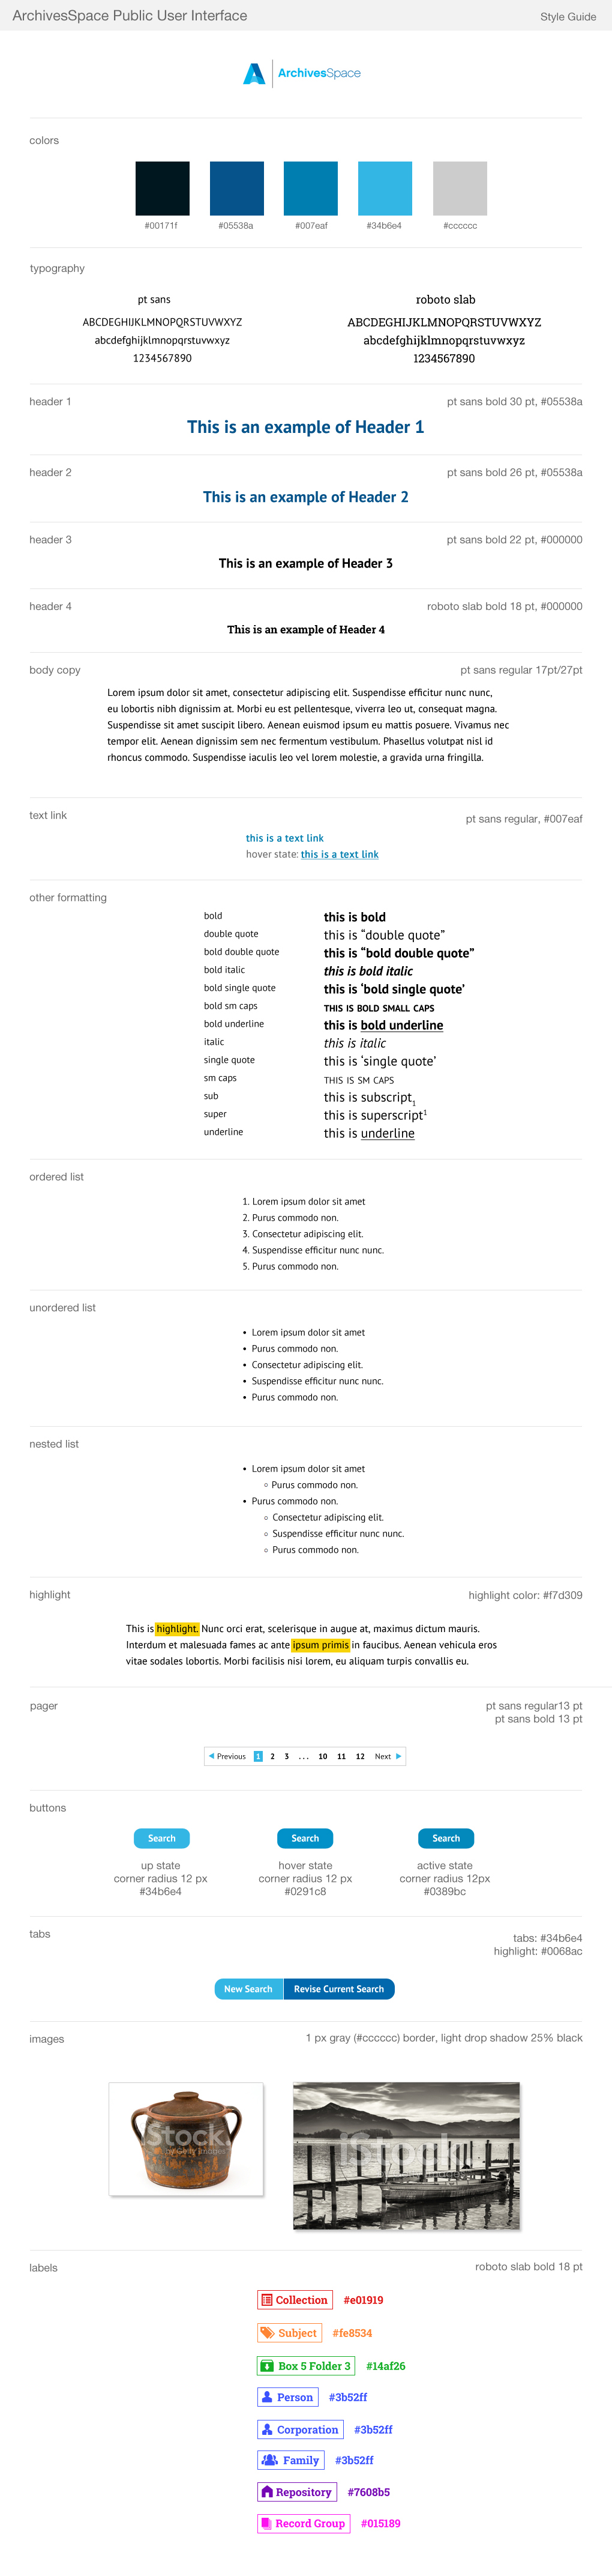 ArchivesSpace Public User Interface
Style Guide
ArchivesSpace
colors
#00171f #05538a #007eaf #34b6e4 #cccccc
typography
pt sans
ABCDEGHIJKLMNOPQRSTUVWXYZ
abcdefghijklmnopqrstuvwxyz
1234567890
roboto slab
ABCDEGHIJKLMNOPQRSTUVWXYZ
abcdefghijklmnopqrstuvwxyz
1234567890
header 1
pt sans bold 30 pt, #05538a
This is an example of Header 1
header 2
pt sans bold 26 pt, #05538a
This is an example of Header 2
header 3
pt sans bold 22 pt, #000000
This is an example of Header 3
header 4
roboto slab bold 18 pt, #000000
This is an example of Header 4
body copy
pt sans regular 17pt/27pt
Lorem ipsum dolor sit amet, consectetur adipiscing elit. Suspendisse efficitur nunc nunc,
eu lobortis nibh dignissim at. Morbi eu est pellentesque, viverra leo ut, consequat magna.
Suspendisse sit amet suscipit libero. Aenean euismod ipsum eu mattis posuere. Vivamus nec
tempor elit. Aenean dignissim sem nec fermentum vestibulum. Phasellus volutpat nisl id
rhoncus commodo. Suspendisse iaculis leo vel lorem molestie, a gravida urna fringilla.
text link
pt sans regular, #007eaf
this is a text link
hover state: this is a text link
other formatting
bold this is bold
double quote this is “double quote”
bold double quote this is “bold double quote”
bold italic this is bold italic
bold single quote this is ‘bold single quote’
bold sm caps THIS IS BOLD SMALL CAPS
bold underline this is bold underline
italic this is italic
single quote this is ‘single quote’
sm caps THIS IS SM CAPS
sub this is subscript1
super this is superscript1
underline this is underline
ordered list
1. Lorem ipsum dolor sit amet
2. Purus commodo non.
3. Consectetur adipiscing elit.
4. Suspendisse efficitur nunc nunc.
5. Purus commodo non.
unordered list
• Lorem ipsum dolor sit amet
• Purus commodo non.
• Consectetur adipiscing elit.
• Suspendisse efficitur nunc nunc.
• Purus commodo non.
nested list
• Lorem ipsum dolor sit amet
○ Purus commodo non.
• Purus commodo non.
○ Consectetur adipiscing elit.
○ Suspendisse efficitur nunc nunc.
○ Purus commodo non.
highlight
highlight color: #f7d309
This is highlight. Nunc orci erat, scelerisque in augue at, maximus dictum mauris.
Interdum et malesuada fames ac ante ipsum primis in faucibus. Aenean vehicula eros
vitae sodales lobortis. Morbi facilisis nisi lorem, eu aliquam turpis convallis eu.
pager
pt sans regular13 pt
pt sans bold 13 pt
Previous 1 2 3 . . . 10 11 12 Next
buttons
Search Search Search
up state hover state active state
corner radius 12 px corner radius 12 px corner radius 12px
#34b6e4 #0291c8 #0389bc
tabs
tabs: #34b6e4
highlight: #0068ac
New Search Revise Current Search
images
1 px gray (#cccccc) border, light drop shadow 25% black
iStock
by Getty Images
iStock
labels
roboto slab bold 18 pt
Collection #e01919
Subject #fe8534
Box 5 Folder 3 #14af26
Person #3b52ff
Corporation #3b52ff
Family #3b52ff
Repository #7608b5
Record Group #015189